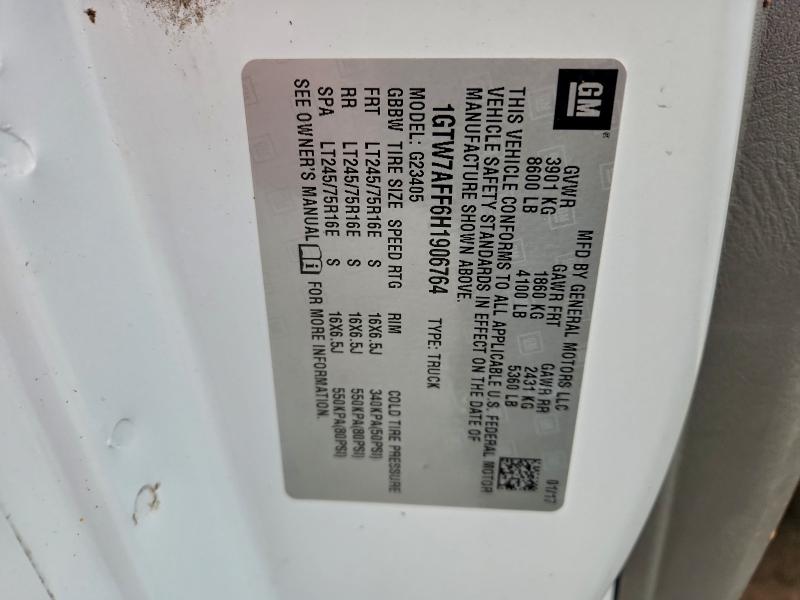 GM
MFD BY GENERAL MOTORS LLC 01/17
GVWR GAWR FRT GAWR RR
3901 KG 1860 KG 2431 KG
8600 LB 4100 LB 5360 LB
THIS VEHICLE CONFORMS TO ALL APPLICABLE U.S. FEDERAL MOTOR
VEHICLE SAFETY STANDARDS IN EFFECT ON THE DATE OF
MANUFACTURE SHOWN ABOVE.
1GTW7AFF6H1906764 TYPE: TRUCK
MODEL: G23405
GBBW TIRE SIZE SPEED RTG RIM COLD TIRE PRESSURE
FRT LT245/75R16E S 16X6.5J 340KPA(50PSI)
RR LT245/75R16E S 16X6.5J 550KPA(80PSI)
SPA LT245/75R16E S 16X6.5J 550KPA(80PSI)
SEE OWNER'S MANUAL i FOR MORE INFORMATION.